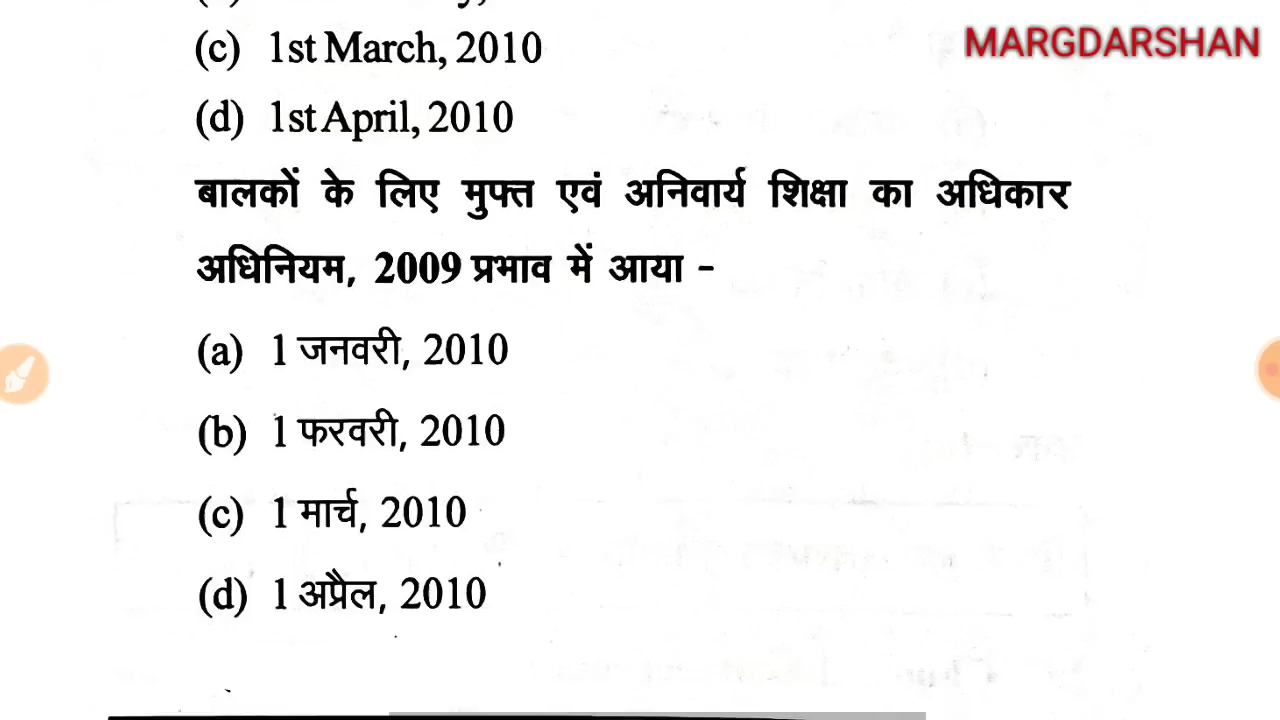 MARGDARSHAN
(c) 1st March, 2010
(d) 1st April, 2010
बालकों के लिए मुफ्त एवं अनिवार्य शिक्षा का अधिकार
अधिनियम, 2009 प्रभाव में आया -
(a) 1 जनवरी, 2010
(b) 1 फरवरी, 2010
(c) 1 मार्च, 2010
(d) 1 अप्रैल, 2010